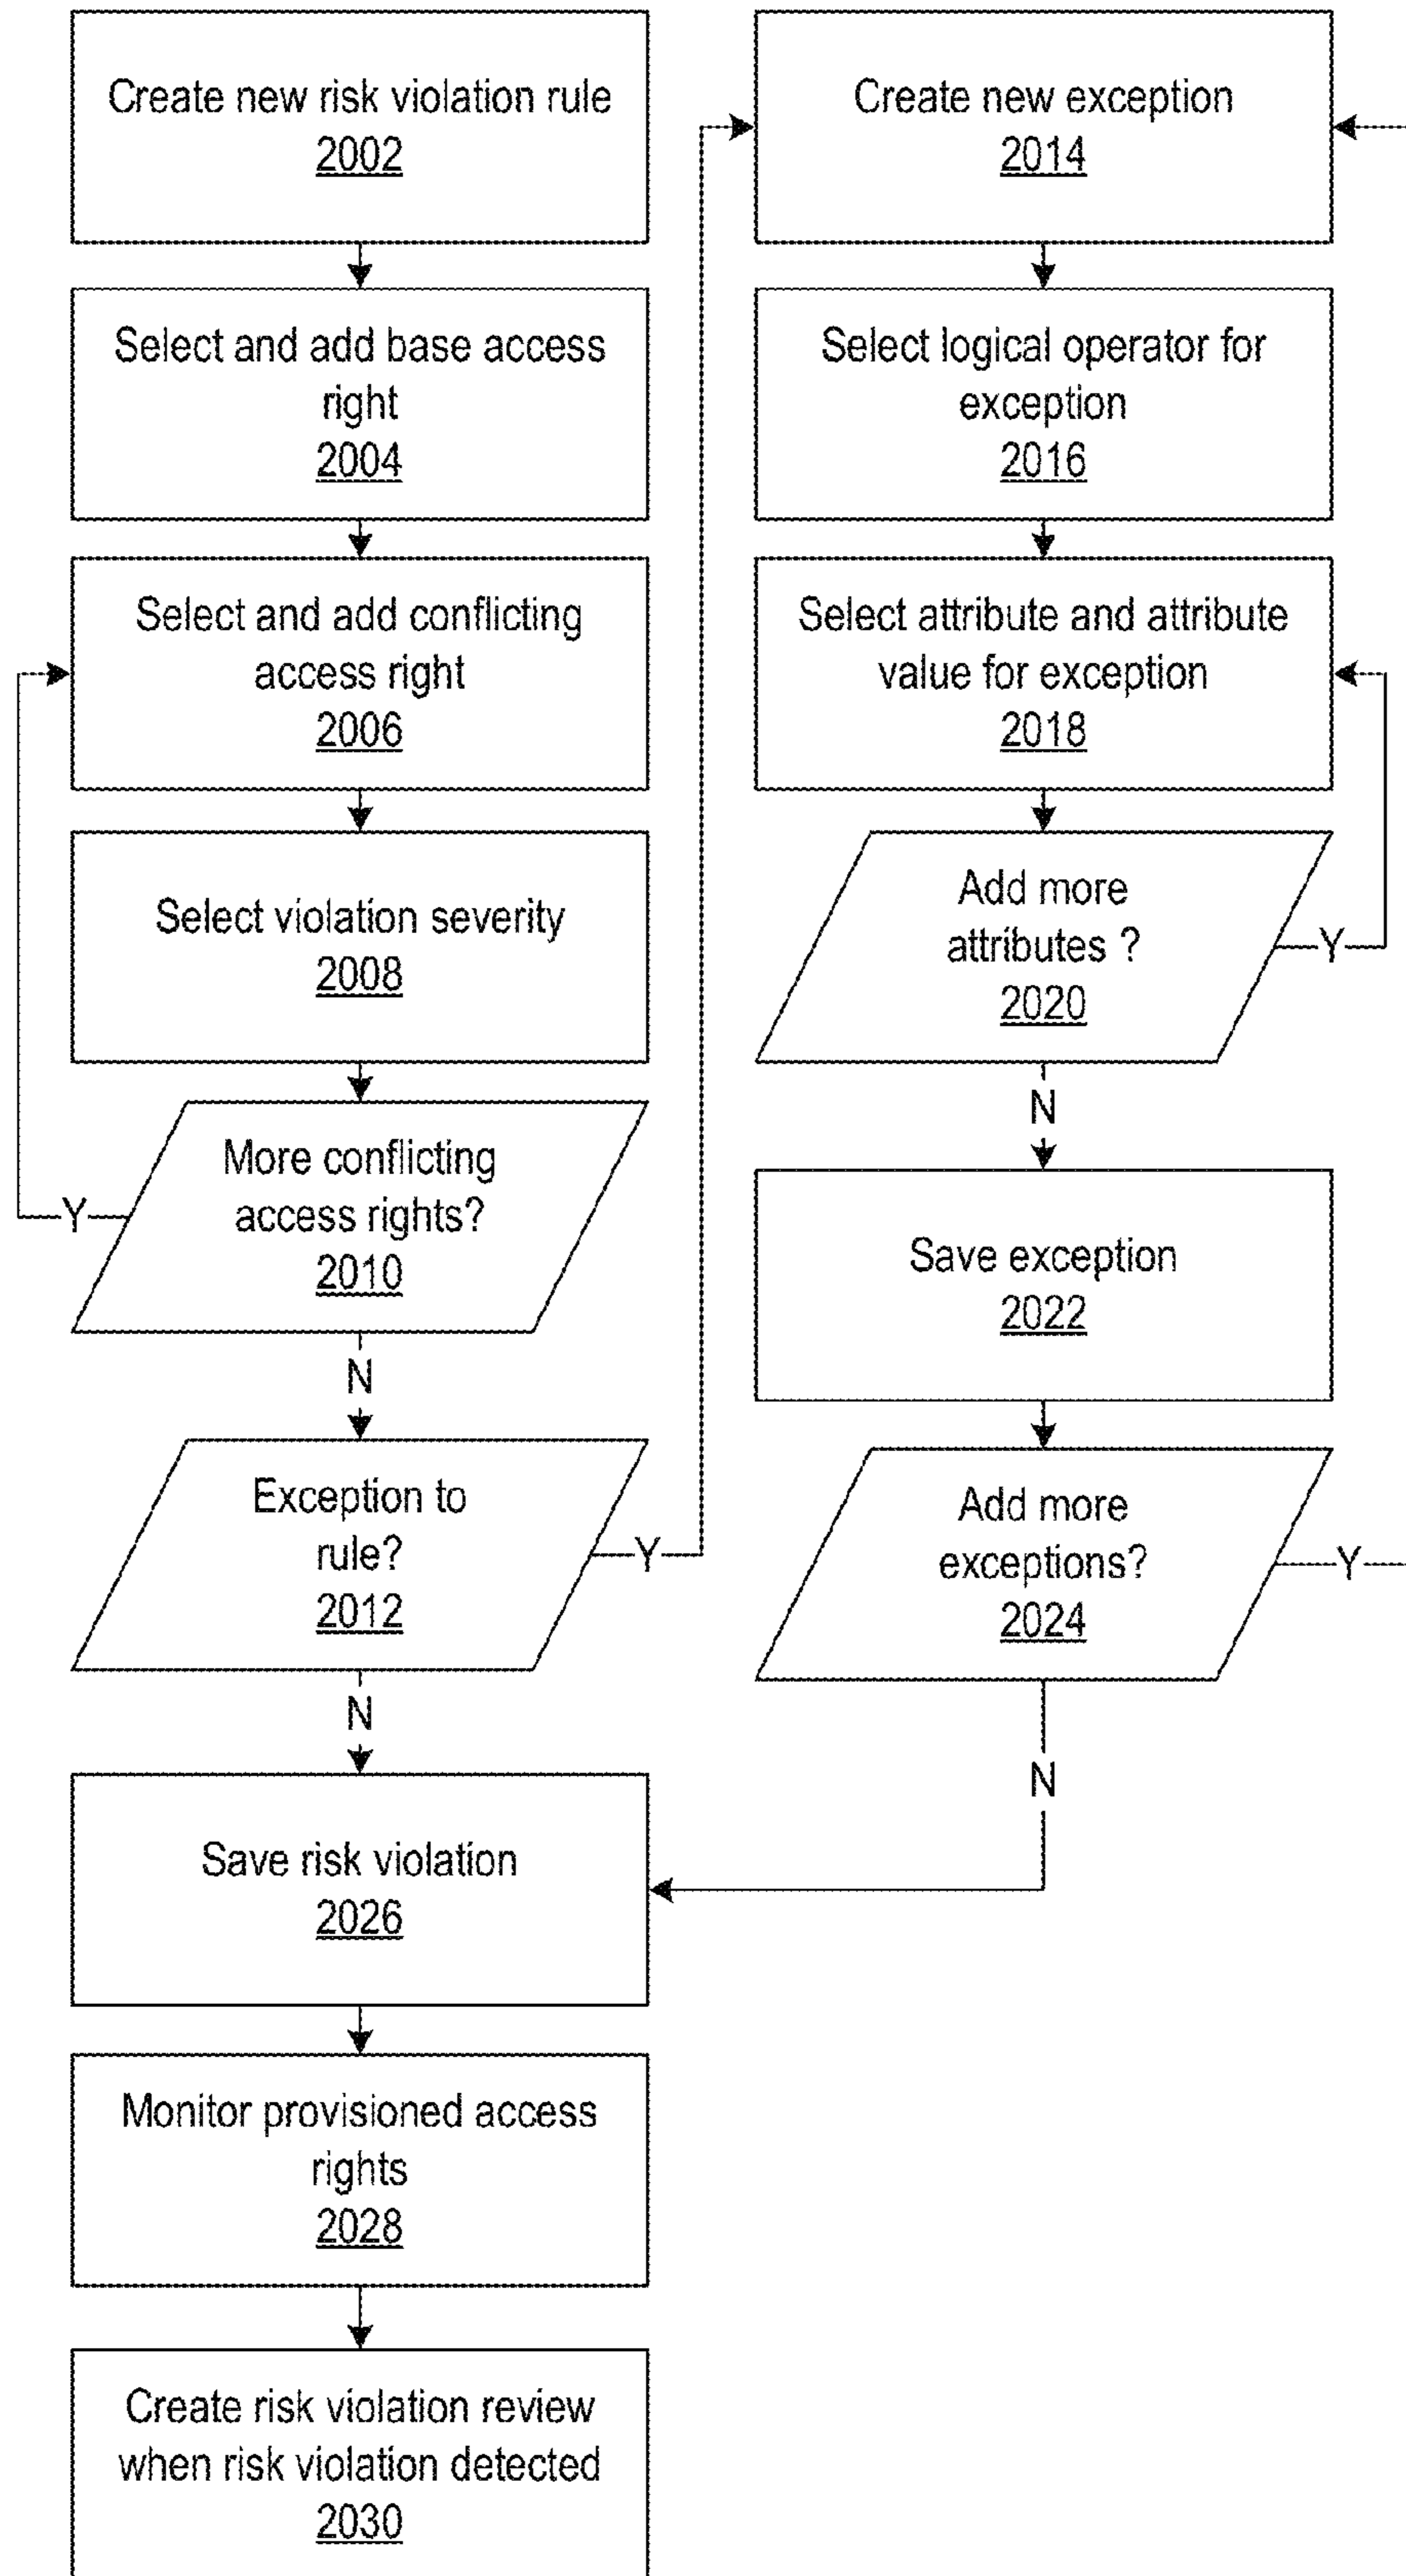 Create new risk violation rule
2002
Select and add base access
right
2004
Select and add conflicting
access right
2006
Select violation severity
2008
More conflicting
access rights?
2010
Y
N
Exception to
rule?
2012
Y
N
Save risk violation
2026
Monitor provisioned access
rights
2028
Create risk violation review
when risk violation detected
2030
Create new exception
2014
Select logical operator for
exception
2016
Select attribute and attribute
value for exception
2018
Add more
attributes ?
2020
Y
N
Save exception
2022
Add more
exceptions?
2024
Y
N